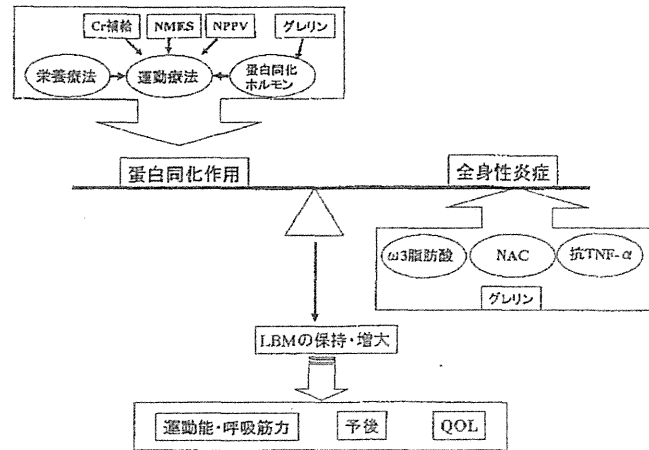 Cr補給 NMES NPPV グレリン
栄養療法 運動療法 蛋白同化
ホルモン
蛋白同化作用 全身性炎症
ω3脂肪酸 NAC 抗TNF-α
グレリン
LBMの保持・増大
運動能・呼吸筋力 予後 QOL